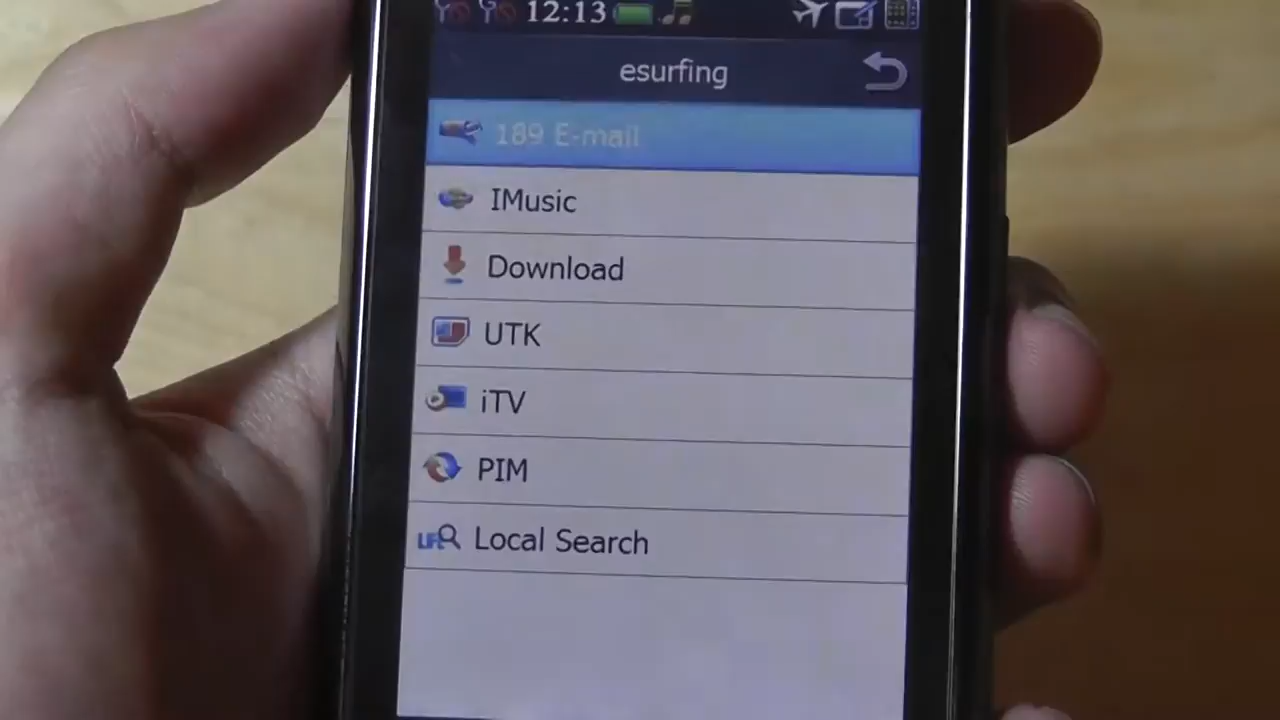 12:13
esurfing
189 E-mail
IMusic
Download
UTK
iTV
PIM
Local Search